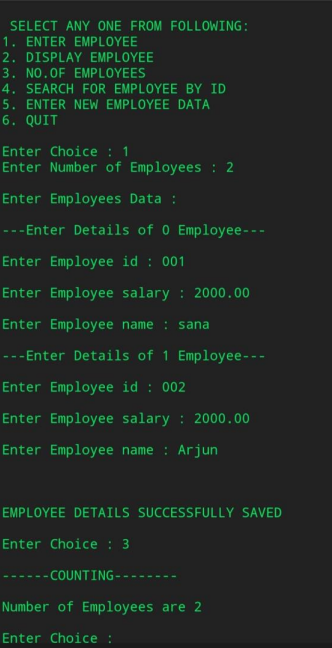 SELECT ANY ONE FROM FOLLOWING:
1. ENTER EMPLOYEE
2. DISPLAY EMPLOYEE
3. NO.OF EMPLOYEES
4. SEARCH FOR EMPLOYEE BY ID
5. ENTER NEW EMPLOYEE DATA
6. QUIT
Enter Choice : 1
Enter Number of Employees : 2
Enter Employees Data :
---Enter Details of 0 Employee---
Enter Employee id : 001
Enter Employee salary : 2000.00
Enter Employee name : sana
---Enter Details of 1 Employee---
Enter Employee id : 002
Enter Employee salary : 2000.00
Enter Employee name : Arjun
EMPLOYEE DETAILS SUCCESSFULLY SAVED
Enter Choice : 3
------COUNTING--------
Number of Employees are 2
Enter Choice :